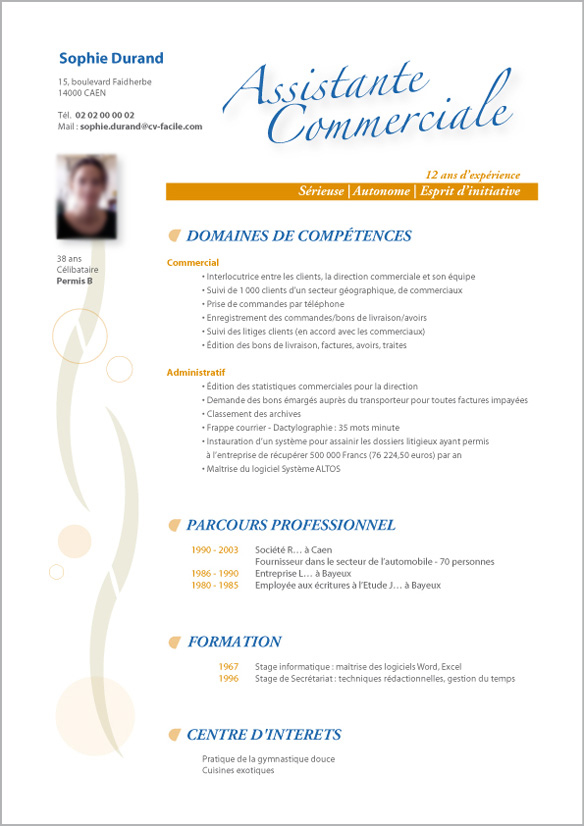 Sophie Durand
15, boulevard Faidherbe
14000 CAEN
Tél. 02 02 00 00 02
Mail : sophie.durand@cv-facile.com
Assistante
Commerciale
12 ans d'expérience
Sérieuse | Autonome | Esprit d'initiative
38 ans
Célibataire
Permis B
DOMAINES DE COMPÉTENCES
Commercial
• Interlocutrice entre les clients, la direction commerciale et son équipe
• Suivi de 1 000 clients d'un secteur géographique, de commerciaux
• Prise de commandes par téléphone
• Enregistrement des commandes/bons de livraison/avoirs
• Suivi des litiges clients (en accord avec les commerciaux)
• Édition des bons de livraison, factures, avoirs, traites
Administratif
• Édition des statistiques commerciales pour la direction
• Demande des bons émargés auprès du transporteur pour toutes factures impayées
• Classement des archives
• Frappe courrier - Dactylographie : 35 mots minute
• Instauration d'un système pour assainir les dossiers litigieux ayant permis
à l'entreprise de récupérer 500 000 Francs (76 224,50 euros) par an
• Maîtrise du logiciel Système ALTOS
PARCOURS PROFESSIONNEL
1990 - 2003 Société R… à Caen
Fournisseur dans le secteur de l'automobile - 70 personnes
1986 - 1990 Entreprise L… à Bayeux
1980 - 1985 Employée aux écritures à l'Etude J… à Bayeux
FORMATION
1967 Stage informatique : maîtrise des logiciels Word, Excel
1996 Stage de Secrétariat : techniques rédactionnelles, gestion du temps
CENTRE D'INTERETS
Pratique de la gymnastique douce
Cuisines exotiques